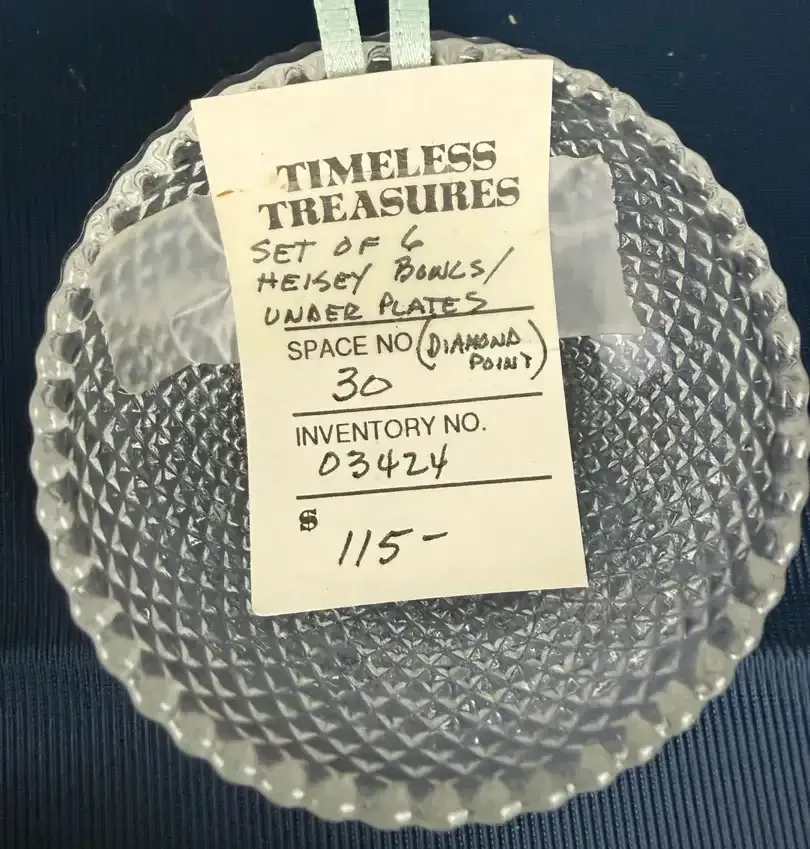 TIMELESS
TREASURES
SET OF 6
HEISEY BOWLS/
UNDER PLATES
SPACE NO (DIAMOND
POINT)
30
INVENTORY NO.
03424
$ 115-